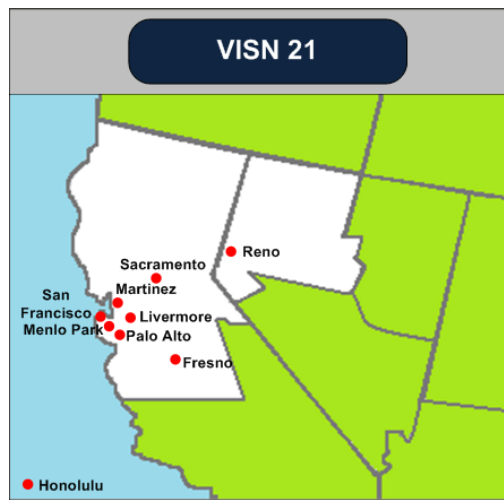 VISN 21
Reno
Sacramento
Martinez
San
Francisco
Livermore
Menlo Park
Palo Alto
Fresno
Honolulu